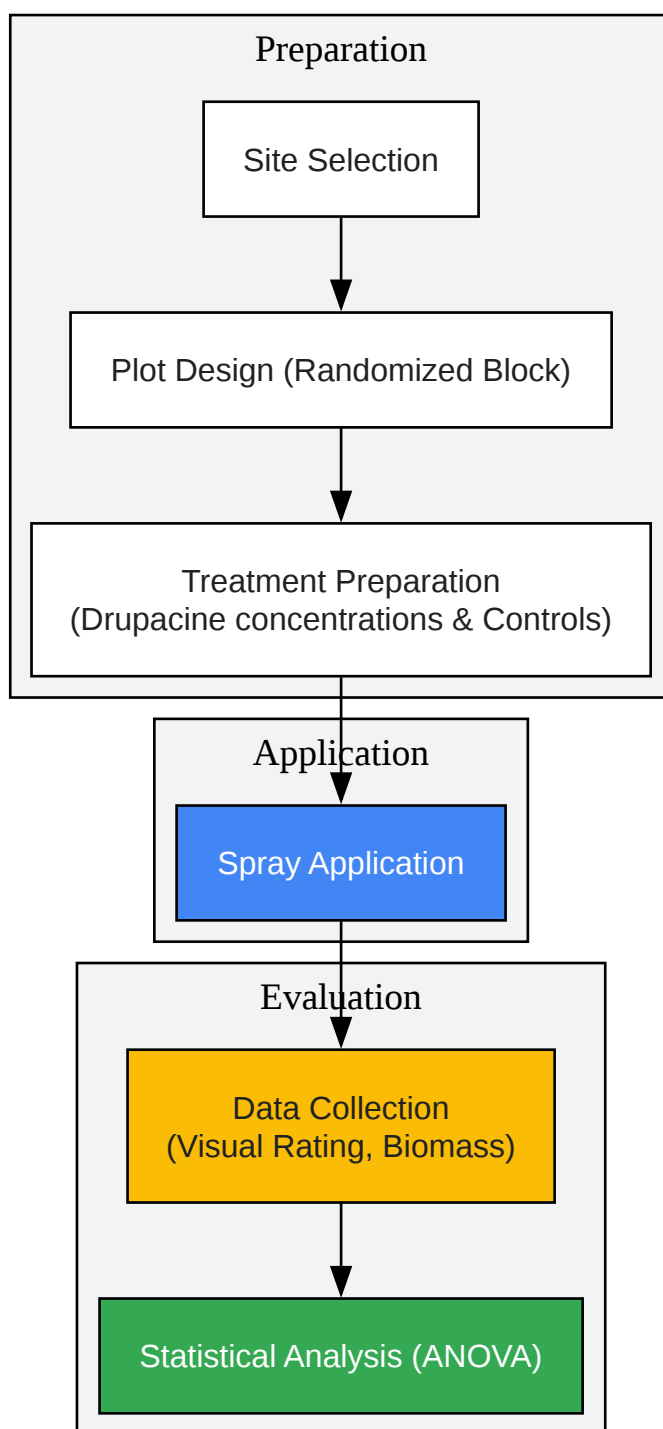 Preparation
Site Selection
Plot Design (Randomized Block)
Treatment Preparation
(Drupacine concentrations & Controls)
Application
Spray Application
Evaluation
Data Collection
(Visual Rating, Biomass)
Statistical Analysis (ANOVA)